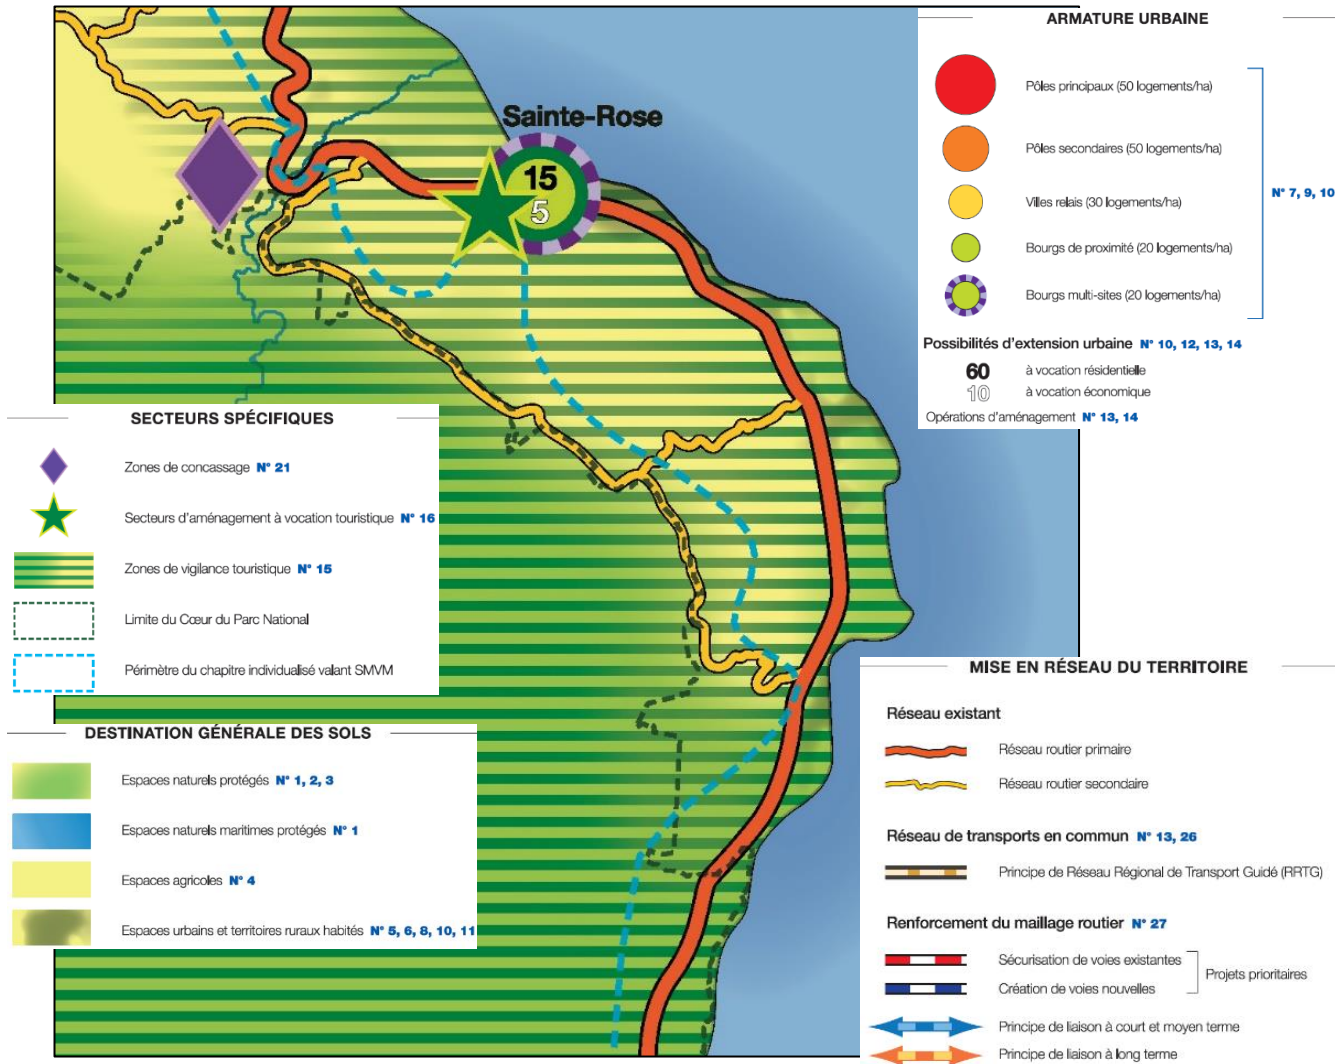 Sainte-Rose
15
5
ARMATURE URBAINE
Pôles principaux (50 logements/ha)
Pôles secondaires (50 logements/ha)
Villes relais (30 logements/ha)
Bourgs de proximité (20 logements/ha)
Bourgs multi-sites (20 logements/ha)
N° 7, 9, 10
Possibilités d'extension urbaine N° 10, 12, 13, 14
60 à vocation résidentielle
10 à vocation économique
Opérations d'aménagement N° 13, 14
SECTEURS SPÉCIFIQUES
Zones de concassage N° 21
Secteurs d'aménagement à vocation touristique N° 16
Zones de vigilance touristique N° 15
Limite du Cœur du Parc National
Périmètre du chapitre individualisé valant SMVM
DESTINATION GÉNÉRALE DES SOLS
Espaces naturels protégés N° 1, 2, 3
Espaces naturels maritimes protégés N° 1
Espaces agricoles N° 4
Espaces urbains et territoires ruraux habités N° 5, 6, 8, 10, 11
MISE EN RÉSEAU DU TERRITOIRE
Réseau existant
Réseau routier primaire
Réseau routier secondaire
Réseau de transports en commun N° 13, 26
Principe de Réseau Régional de Transport Guidé (RRTG)
Renforcement du maillage routier N° 27
Sécurisation de voies existantes
Création de voies nouvelles
Projets prioritaires
Principe de liaison à court et moyen terme
Principe de liaison à long terme